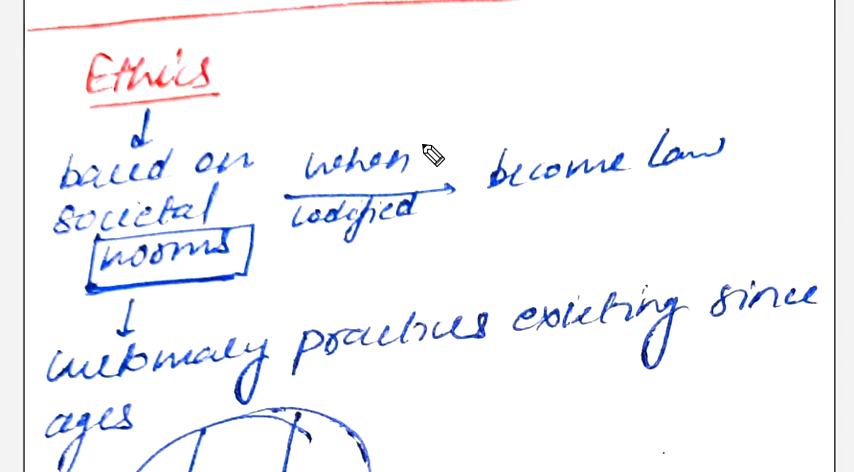 Ethics
based on when become law
societal codified
norms
customary practices existing since
ages